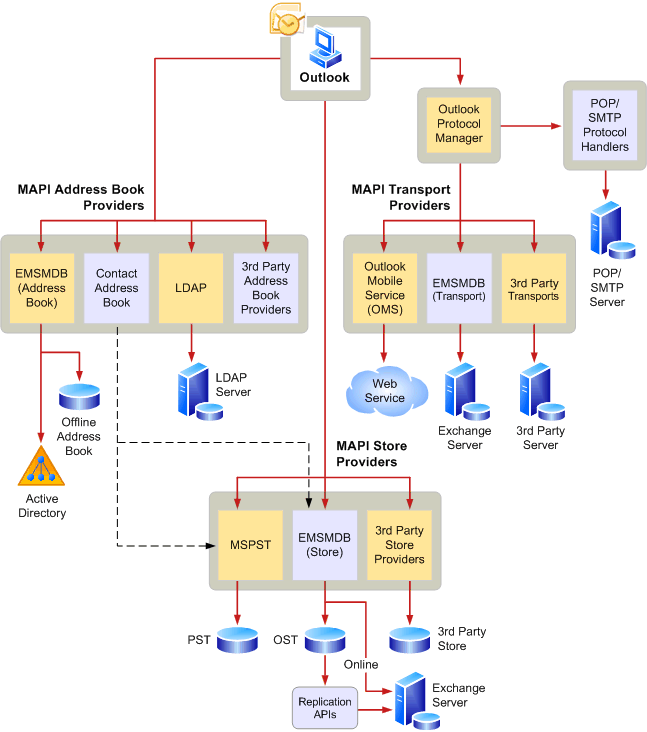 Outlook
Outlook
Protocol
Manager
POP/
SMTP
Protocol
Handlers
MAPI Address Book
Providers
MAPI Transport
Providers
EMSMDB
(Address
Book)
Contact
Address
Book
LDAP
3rd Party
Address
Book
Providers
Outlook
Mobile
Service
(OMS)
EMSMDB
(Transport)
3rd Party
Transports
POP/
SMTP
Server
LDAP
Server
Offline
Address
Book
Active
Directory
Web
Service
Exchange
Server
3rd Party
Server
MAPI Store
Providers
MSPST
EMSMDB
(Store)
3rd Party
Store
Providers
PST
OST
3rd Party
Store
Online
Replication
APIs
Exchange
Server